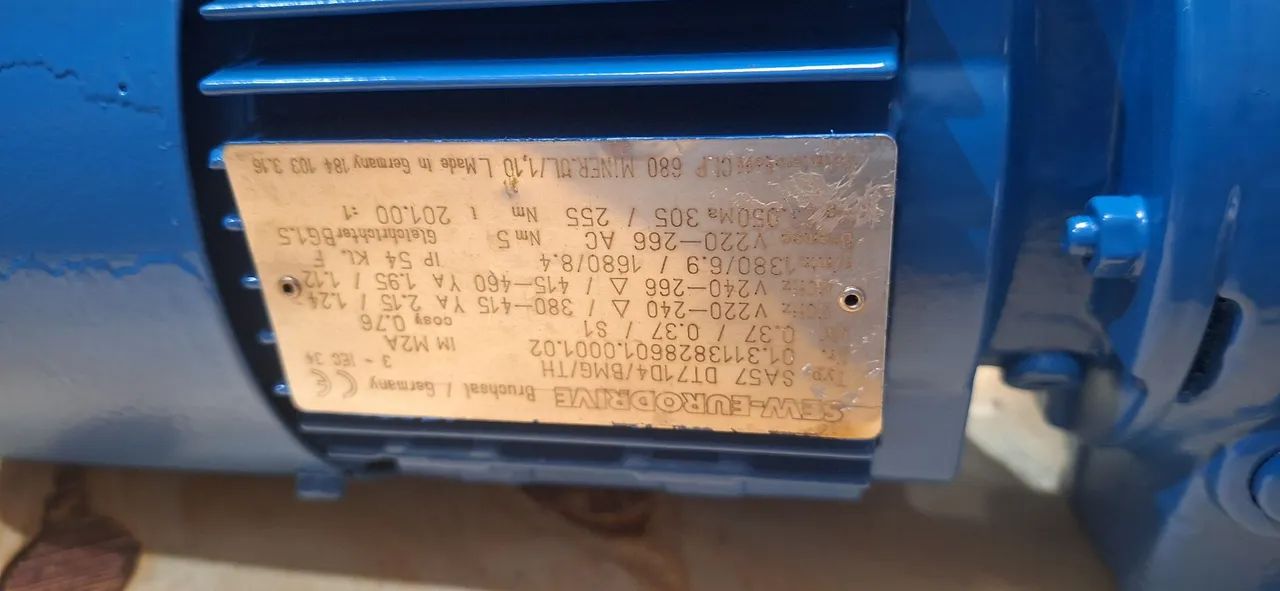 SEW-EURODRIVE Bruchsal / Germany CE
Typ SA57 DT71D4/BMG/TH 3 ~ IEC 34
Nr. 01.3113828601.0001.02
kW 0.37 / 0.37 / S1 IM M2A
V220-240 △ / 380-415 YA 2.15 / 1.24 cosφ 0.76
V240-266 △ / 415-460 YA 1.95 / 1.12
1380/6.9 / 1680/8.4 IP 54 KL. F
V220-266 AC Nm 5 Gleichrichter BG1.5
Ma 305 / 255 Nm i 201.00 :1
CLP 680 MINER.ÖL/1,10 L Made in Germany 184 103 3.16